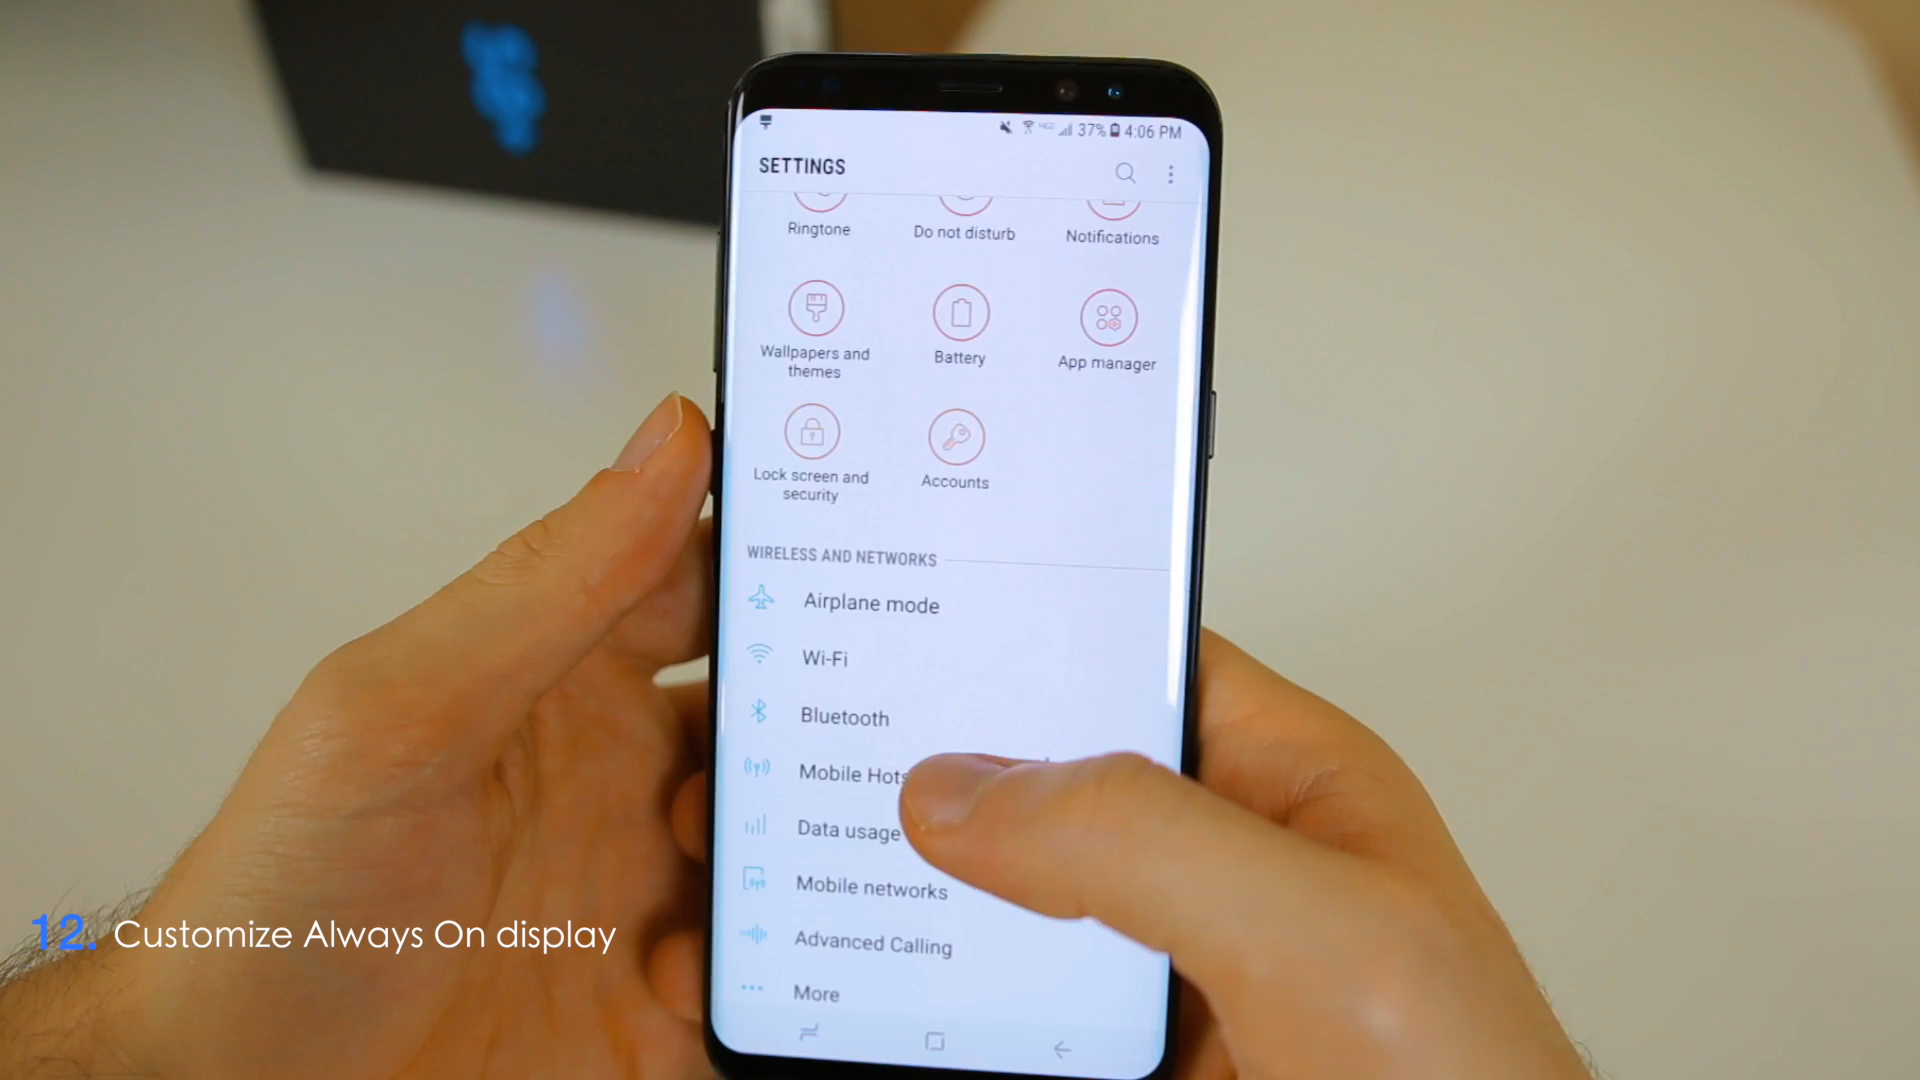 37% 4:06 PM
SETTINGS
Ringtone
Do not disturb
Notifications
Wallpapers and
themes
Battery
App manager
Lock screen and
security
Accounts
WIRELESS AND NETWORKS
Airplane mode
Wi-Fi
Bluetooth
Mobile Hots
Data usage
Mobile networks
Advanced Calling
More
12. Customize Always On display